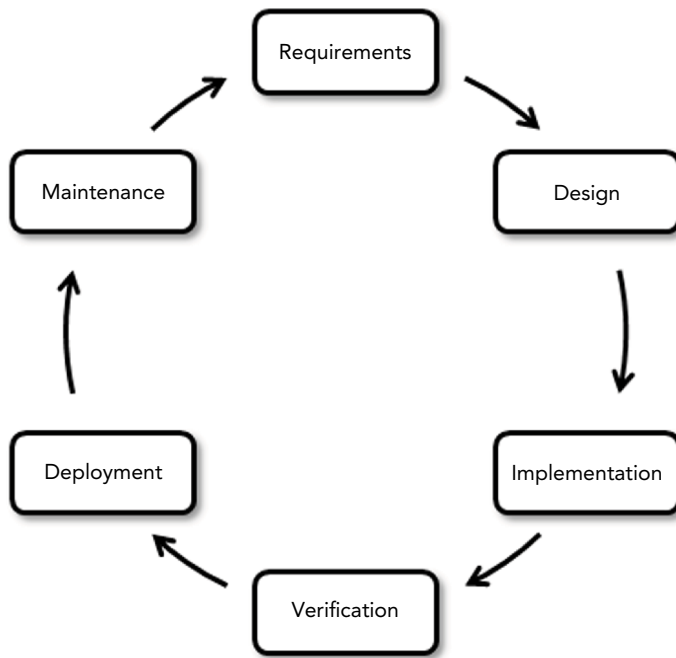 Requirements
Design
Implementation
Verification
Deployment
Maintenance